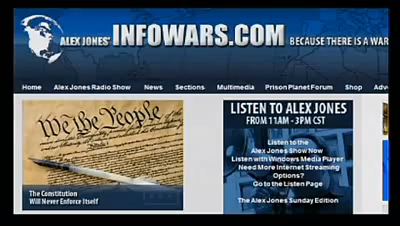 ALEX JONES' INFOWARS.COM BECAUSE THERE IS A WAR
Home Alex Jones Radio Show News Sections Multimedia Prison Planet Forum Shop Adve
We the People
The Constitution
Will Never Enforce Itself
LISTEN TO ALEX JONES
FROM 11AM - 3PM CST
Listen to the
Alex Jones Show Now
Listen with Windows Media Player
Need More Internet Streaming
Options?
Go to the Listen Page
The Alex Jones Sunday Edition